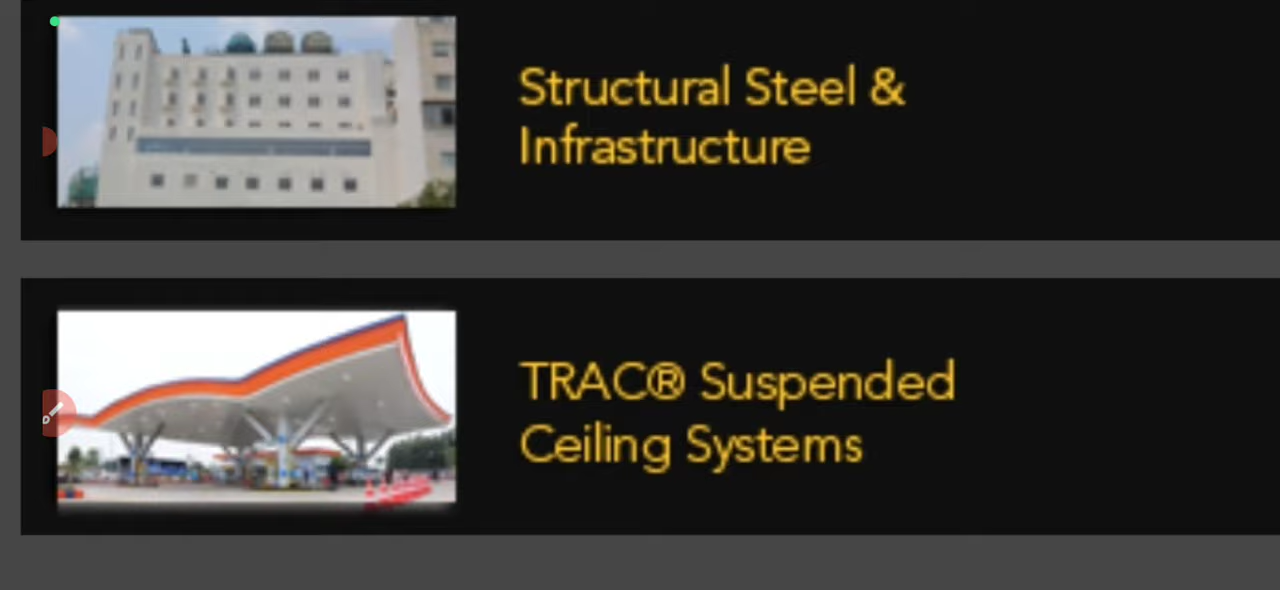 Structural Steel &
Infrastructure
TRAC® Suspended
Ceiling Systems